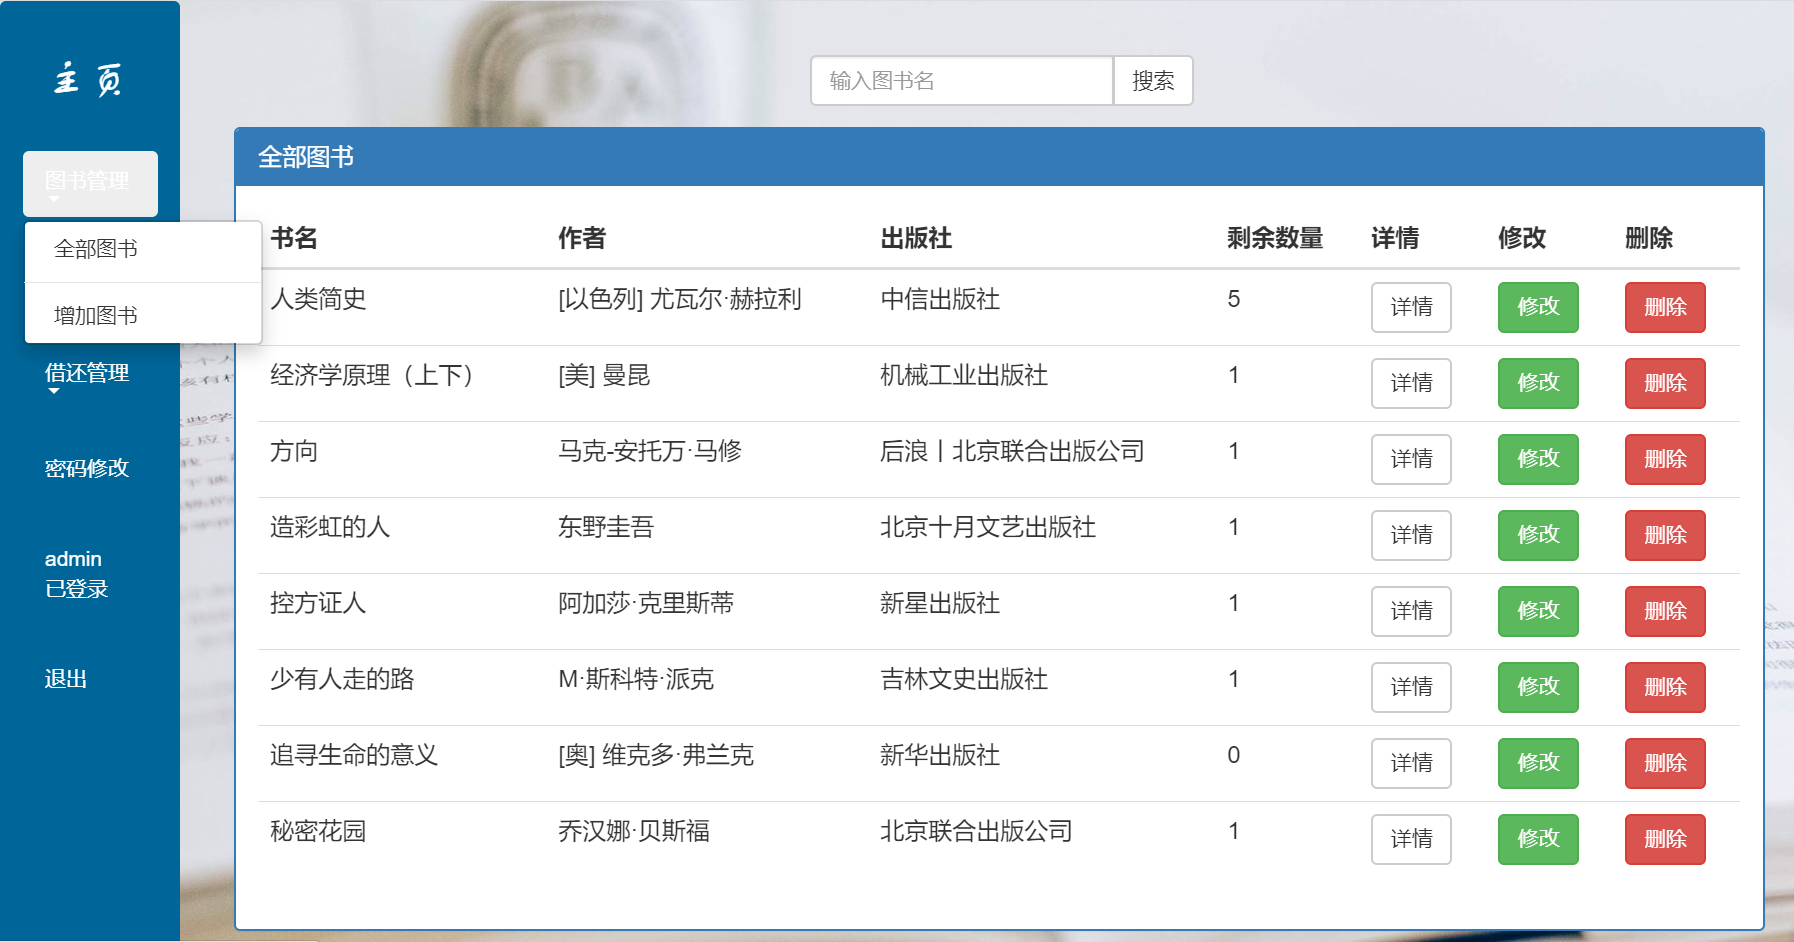 主页
输入图书名 搜索
图书管理
全部图书
增加图书
借还管理
密码修改
admin
已登录
退出
全部图书
书名 作者 出版社 剩余数量 详情 修改 删除
人类简史 [以色列] 尤瓦尔·赫拉利 中信出版社 5 详情 修改 删除
经济学原理（上下） [美] 曼昆 机械工业出版社 1 详情 修改 删除
方向 马克-安托万·马修 后浪丨北京联合出版公司 1 详情 修改 删除
造彩虹的人 东野圭吾 北京十月文艺出版社 1 详情 修改 删除
控方证人 阿加莎·克里斯蒂 新星出版社 1 详情 修改 删除
少有人走的路 M·斯科特·派克 吉林文史出版社 1 详情 修改 删除
追寻生命的意义 [奥] 维克多·弗兰克 新华出版社 0 详情 修改 删除
秘密花园 乔汉娜·贝斯福 北京联合出版公司 1 详情 修改 删除